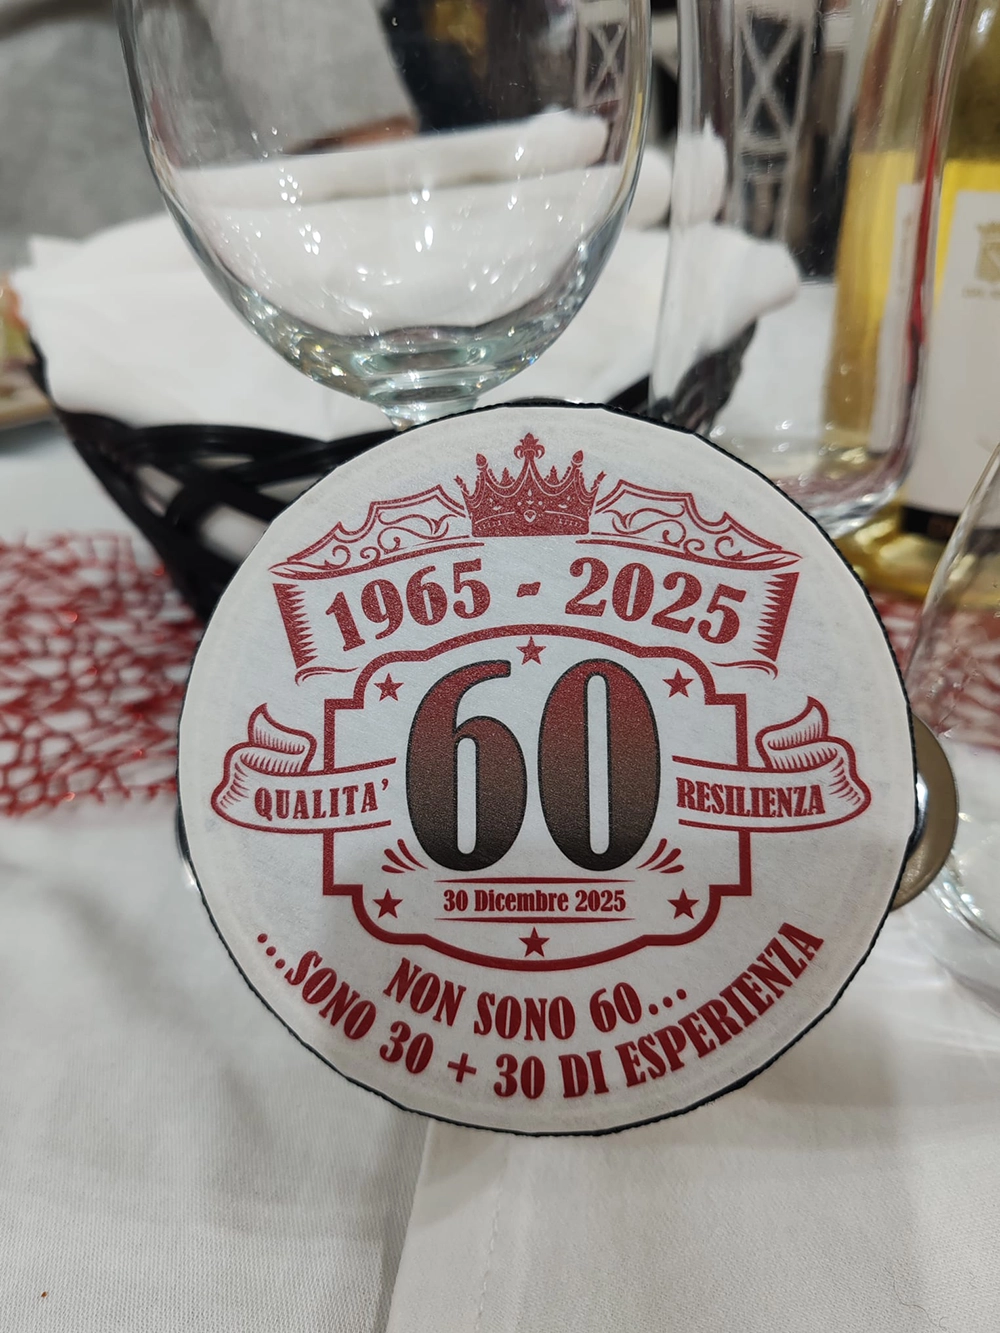 1965 - 2025
60
QUALITA'
RESILIENZA
30 Dicembre 2025
NON SONO 60...
...SONO 30 + 30 DI ESPERIENZA